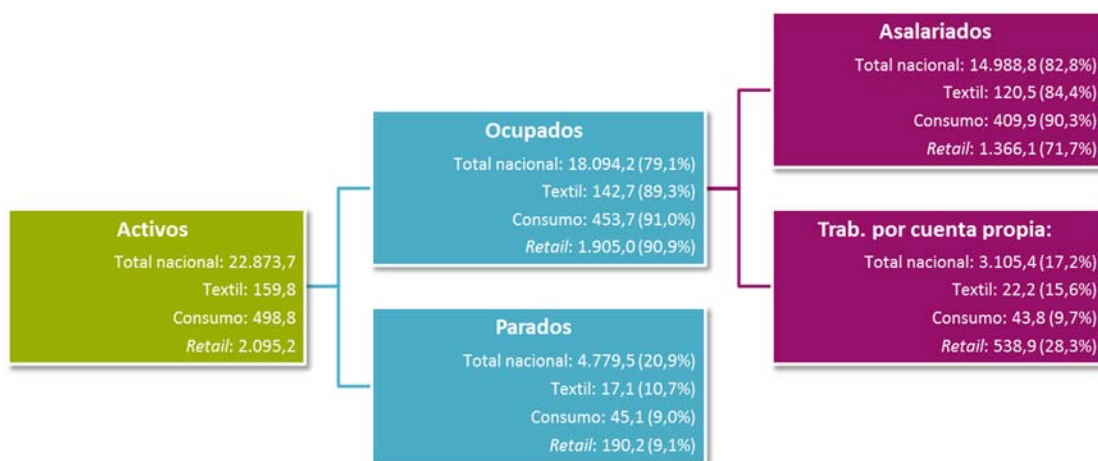 Activos
Total nacional: 22.873,7
Textil: 159,8
Consumo: 498,8
Retail: 2.095,2
Ocupados
Total nacional: 18.094,2 (79,1%)
Textil: 142,7 (89,3%)
Consumo: 453,7 (91,0%)
Retail: 1.905,0 (90,9%)
Parados
Total nacional: 4.779,5 (20,9%)
Textil: 17,1 (10,7%)
Consumo: 45,1 (9,0%)
Retail: 190,2 (9,1%)
Asalariados
Total nacional: 14.988,8 (82,8%)
Textil: 120,5 (84,4%)
Consumo: 409,9 (90,3%)
Retail: 1.366,1 (71,7%)
Trab. por cuenta propia:
Total nacional: 3.105,4 (17,2%)
Textil: 22,2 (15,6%)
Consumo: 43,8 (9,7%)
Retail: 538,9 (28,3%)